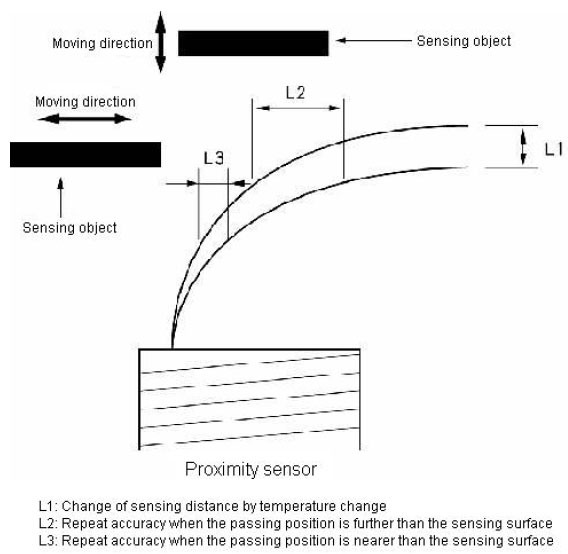 Moving direction
Sensing object
Moving direction
L2
L3
L1
Sensing object
Proximity sensor
L1: Change of sensing distance by temperature change
L2: Repeat accuracy when the passing position is further than the sensing surface
L3: Repeat accuracy when the passing position is nearer than the sensing surface